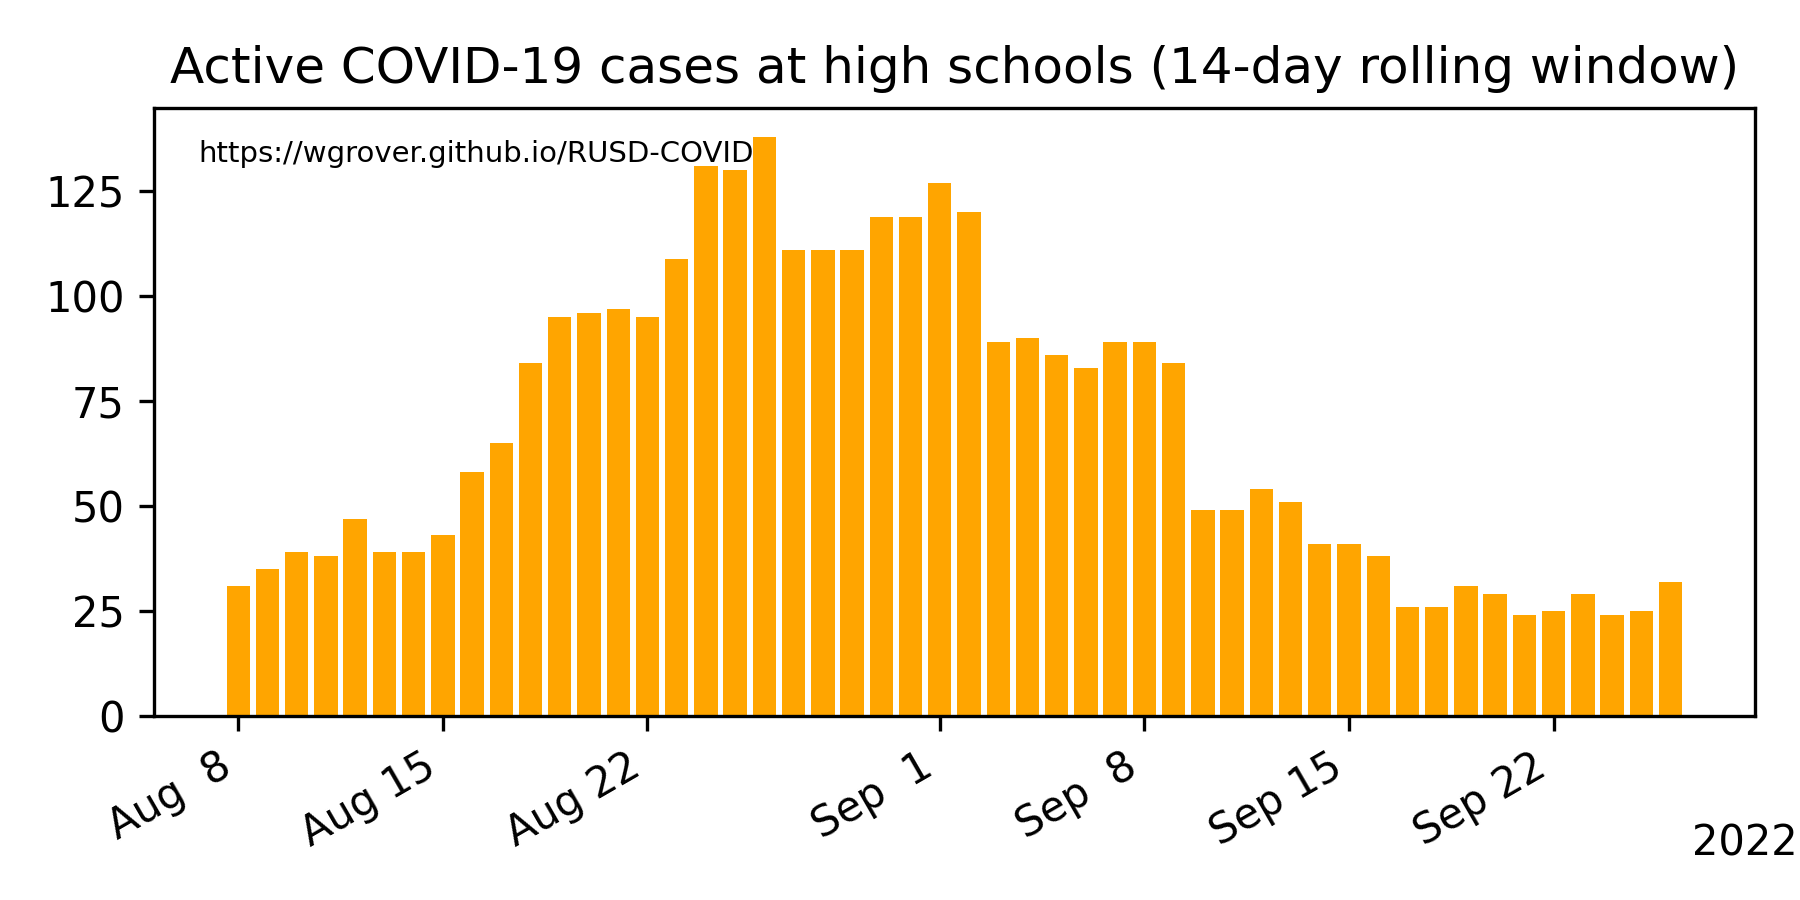 Active COVID-19 cases at high schools (14-day rolling window)
https://wgrover.github.io/RUSD-COVID
125
100
75
50
25
0
Aug 8
Aug 15
Aug 22
Sep 1
Sep 8
Sep 15
Sep 22
2022